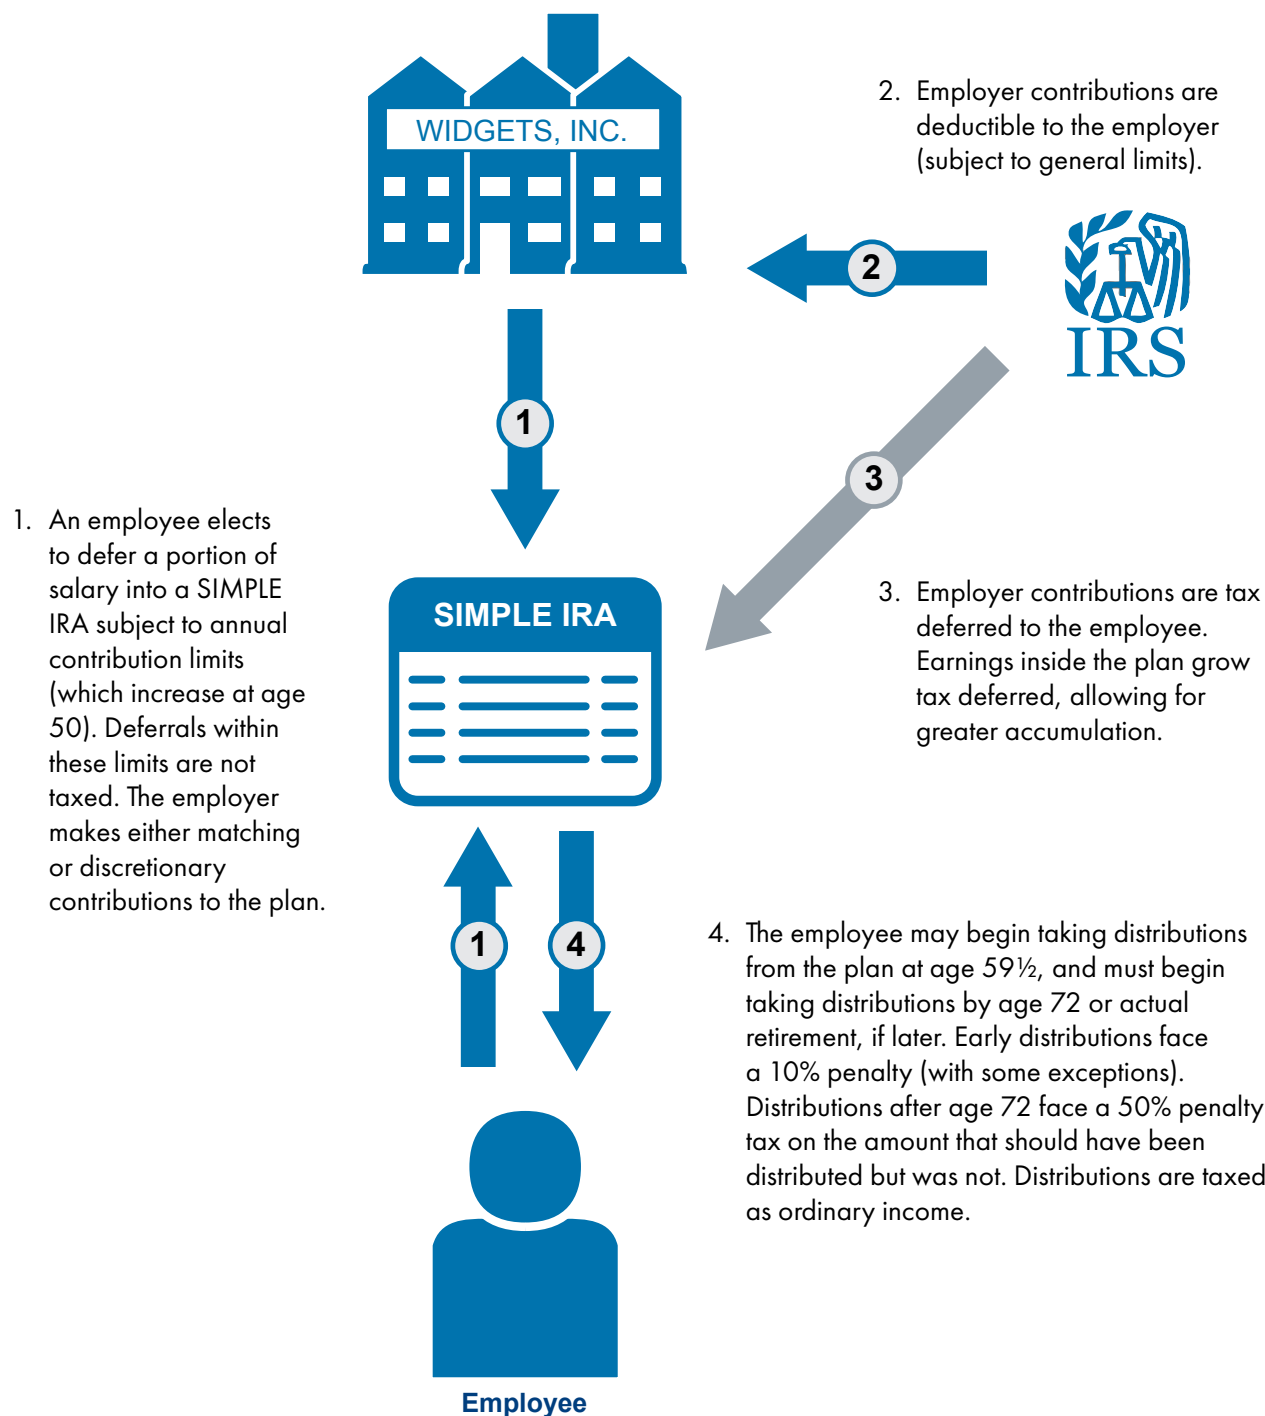 WIDGETS, INC.
2. Employer contributions are
deductible to the employer
(subject to general limits).
2
IRS
1
3
1. An employee elects
to defer a portion of
salary into a SIMPLE
IRA subject to annual
contribution limits
(which increase at age
50). Deferrals within
these limits are not
taxed. The employer
makes either matching
or discretionary
contributions to the plan.
SIMPLE IRA
3. Employer contributions are tax
deferred to the employee.
Earnings inside the plan grow
tax deferred, allowing for
greater accumulation.
1
4
4. The employee may begin taking distributions
from the plan at age 59½, and must begin
taking distributions by age 72 or actual
retirement, if later. Early distributions face
a 10% penalty (with some exceptions).
Distributions after age 72 face a 50% penalty
tax on the amount that should have been
distributed but was not. Distributions are taxed
as ordinary income.
Employee